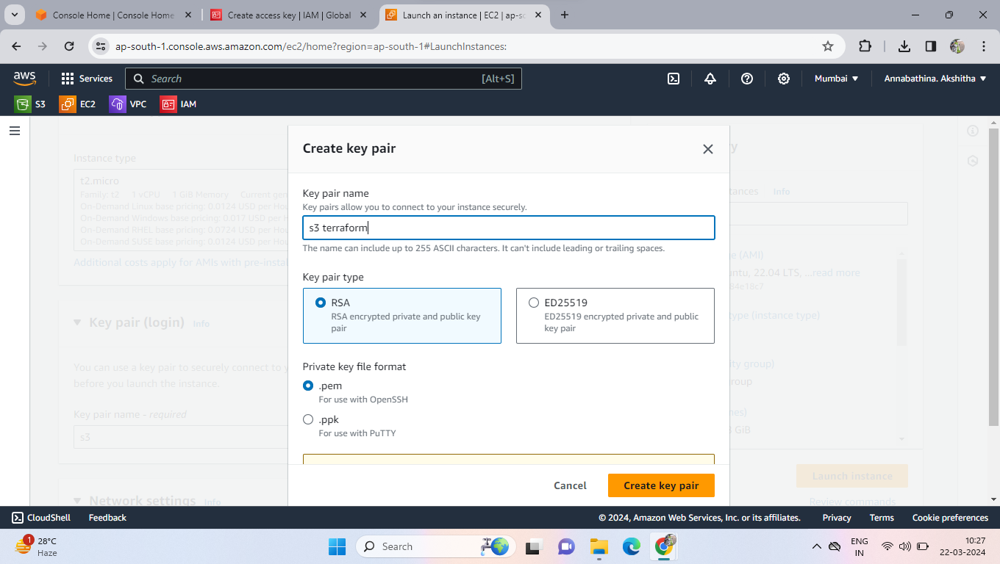 Console Home | Console Home
Create access key | IAM | Global
Launch an instance | EC2 | ap-sc
ap-south-1.console.aws.amazon.com/ec2/home?region=ap-south-1#LaunchInstances:
aws
Services
Search
[Alt+S]
Mumbai
Annabathina. Akshitha
S3
EC2
VPC
IAM
Create key pair
Key pair name
Key pairs allow you to connect to your instance securely.
s3 terraform
The name can include up to 255 ASCII characters. It can't include leading or trailing spaces.
Key pair type
RSA
RSA encrypted private and public key
pair
ED25519
ED25519 encrypted private and public
key pair
Private key file format
.pem
For use with OpenSSH
.ppk
For use with PuTTY
Cancel
Create key pair
Instance type
t2.micro
Family: t2 1 vCPU 1 GiB Memory Current gen
On-Demand Linux base pricing: 0.0124 USD per Hou
On-Demand Windows base pricing: 0.017 USD per Ho
On-Demand RHEL base pricing: 0.0724 USD per Hou
On-Demand SUSE base pricing: 0.0124 USD per Hou
Additional costs apply for AMIs with pre-instal
Key pair (login) Info
You can use a key pair to securely connect to y
before you launch the instance.
Key pair name - required
s3
Network settings Info
y
tances Info
e (AMI)
ntu, 22.04 LTS, ...read more
84e18c7
type (instance type)
ity group)
roup
nes)
GiB
Launch instance
Review commands
CloudShell
Feedback
© 2024, Amazon Web Services, Inc. or its affiliates.
Privacy
Terms
Cookie preferences
1
28°C
Haze
Search
ENG
IN
10:27
22-03-2024